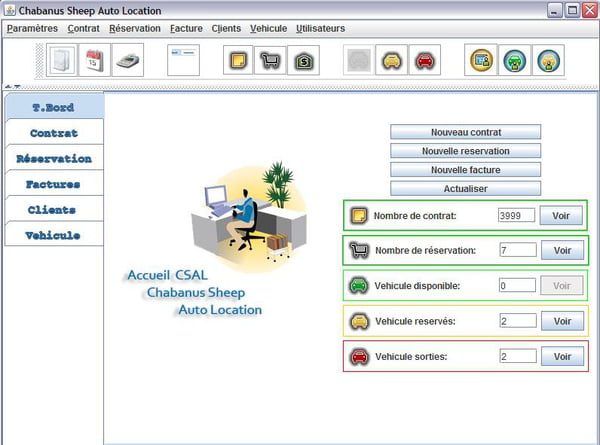 Chabanus Sheep Auto Location
Paramètres Contrat Réservation Facture Clients Vehicule Utilisateurs
15
T.Bord
Contrat
Réservation
Factures
Clients
Vehicule
Accueil CSAL
Chabanus Sheep
Auto Location
Nouveau contrat
Nouvelle reservation
Nouvelle facture
Actualiser
Nombre de contrat: 3999 Voir
Nombre de réservation: 7 Voir
Vehicule disponible: 0 Voir
Vehicule reservés: 2 Voir
Vehicule sorties: 2 Voir